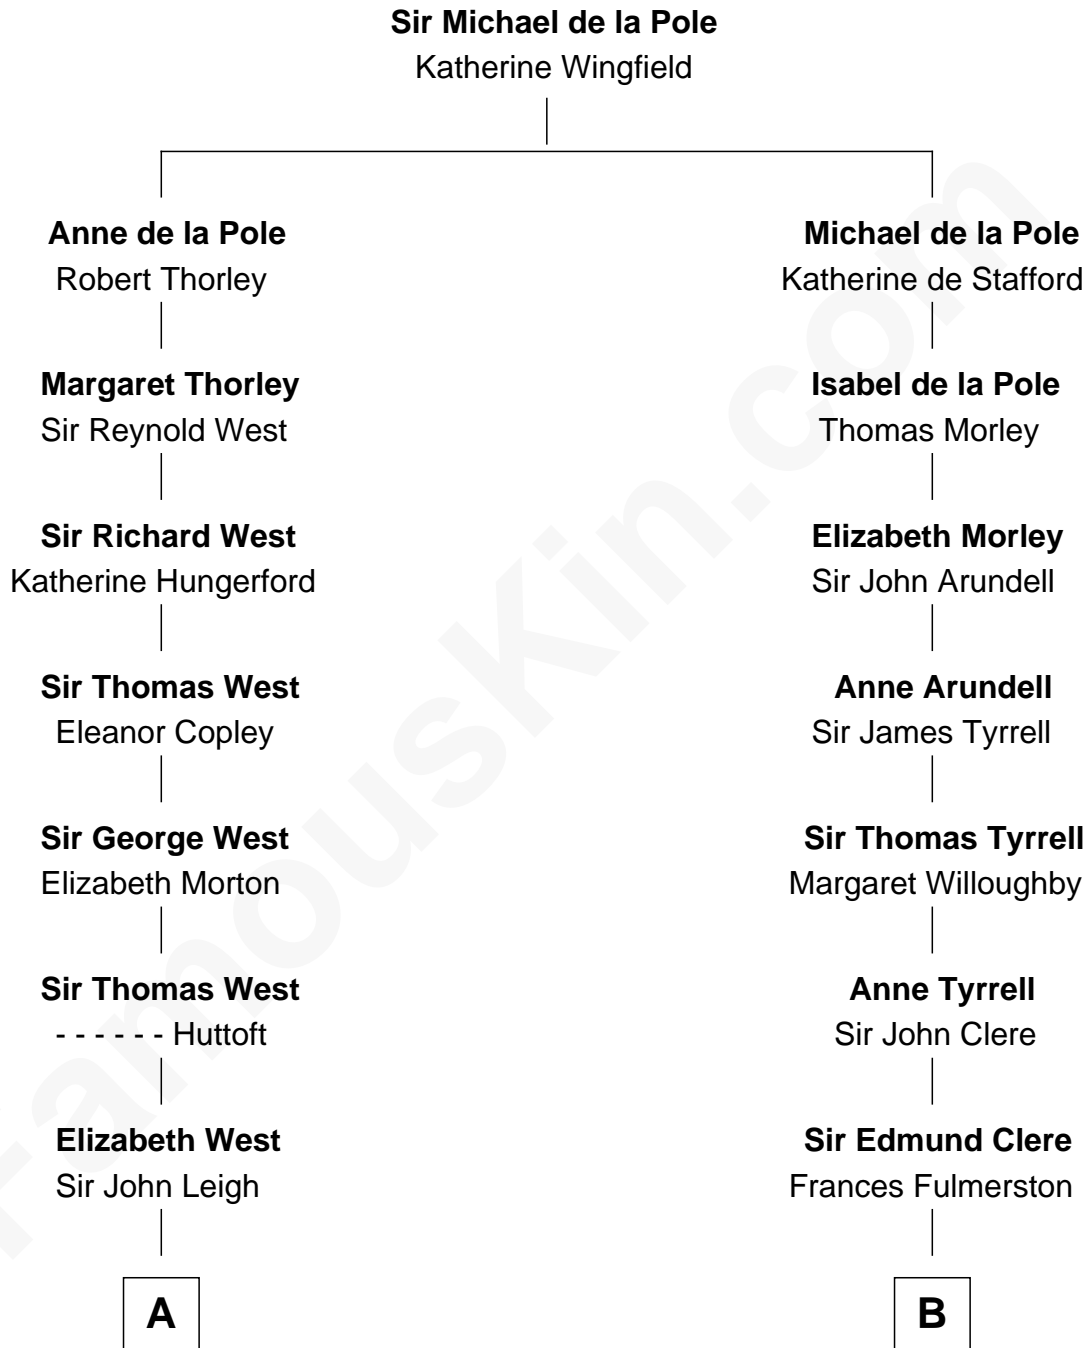 Sir Michael de la Pole
Katherine Wingfield
Anne de la Pole
Robert Thorley
Michael de la Pole
Katherine de Stafford
Margaret Thorley
Sir Reynold West
Isabel de la Pole
Thomas Morley
Sir Richard West
Katherine Hungerford
Elizabeth Morley
Sir John Arundell
Sir Thomas West
Eleanor Copley
Anne Arundell
Sir James Tyrrell
Sir George West
Elizabeth Morton
Sir Thomas Tyrrell
Margaret Willoughby
Sir Thomas West
- - - - - - Huttoft
Anne Tyrrell
Sir John Clere
Elizabeth West
Sir John Leigh
Sir Edmund Clere
Frances Fulmerston
A
B
FamousKin.com